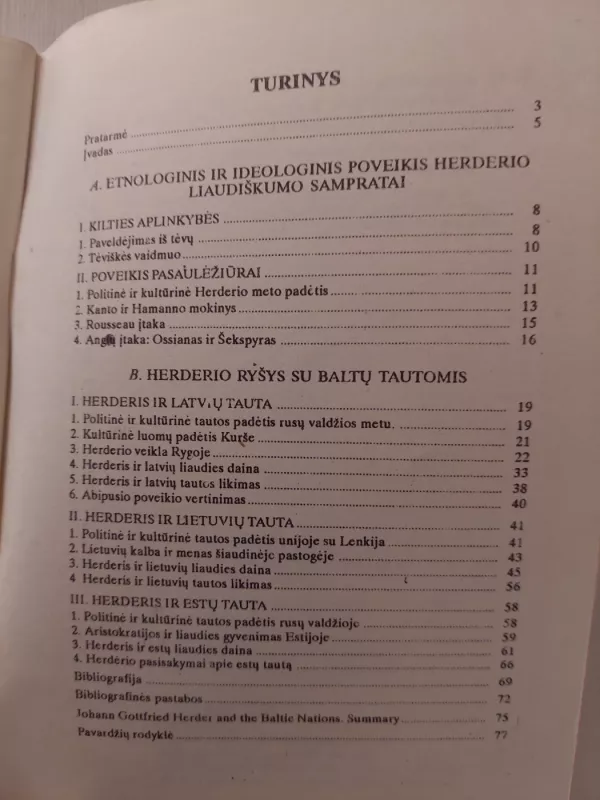 TURINYS
Pratarmė 3
Įvadas 5
A. ETNOLOGINIS IR IDEOLOGINIS POVEIKIS HERDERIO
LIAUDIŠKUMO SAMPRATAI
I. KILTIES APLINKYBĖS 8
1. Paveldėjimas iš tėvų 8
2. Tėviškės vaidmuo 10
II. POVEIKIS PASAULĖŽIŪRAI 11
1. Politinė ir kultūrinė Herderio meto padėtis 11
2. Kanto ir Hamanno mokinys 13
3. Rousseau įtaka 15
4. Anglų įtaka: Ossianas ir Šekspyras 16
B. HERDERIO RYŠYS SU BALTŲ TAUTOMIS
I. HERDERIS IR LATVIŲ TAUTA 19
1. Politinė ir kultūrinė tautos padėtis rusų valdžios metu. 19
2. Kultūrinė luomų padėtis Kurše 21
3. Herderio veikla Rygoje 22
4. Herderis ir latvių liaudies daina 33
5. Herderis ir latvių tautos likimas 38
6. Abipusio poveikio vertinimas 40
II. HERDERIS IR LIETUVIŲ TAUTA 41
1. Politinė ir kultūrinė tautos padėtis unijoje su Lenkija 41
2. Lietuvių kalba ir menas šiaudinėje pastogėje 43
3. Herderis ir lietuvių liaudies daina 45
4 Herderis ir lietuvių tautos likimas 56
III. HERDERIS IR ESTŲ TAUTA 58
1. Politinė ir kultūrinė tautos padėtis rusų valdžioje 58
2. Aristokratijos ir liaudies gyvenimas Estijoje 59
3. Herderis ir estų liaudies daina 61
4. Herderio pasisakymai apie estų tautą 66
Bibliografija 69
Bibliografinės pastabos 72
Johann Gottfried Herder and the Baltic Nations. Summary 75
Pavardžių rodyklė 77